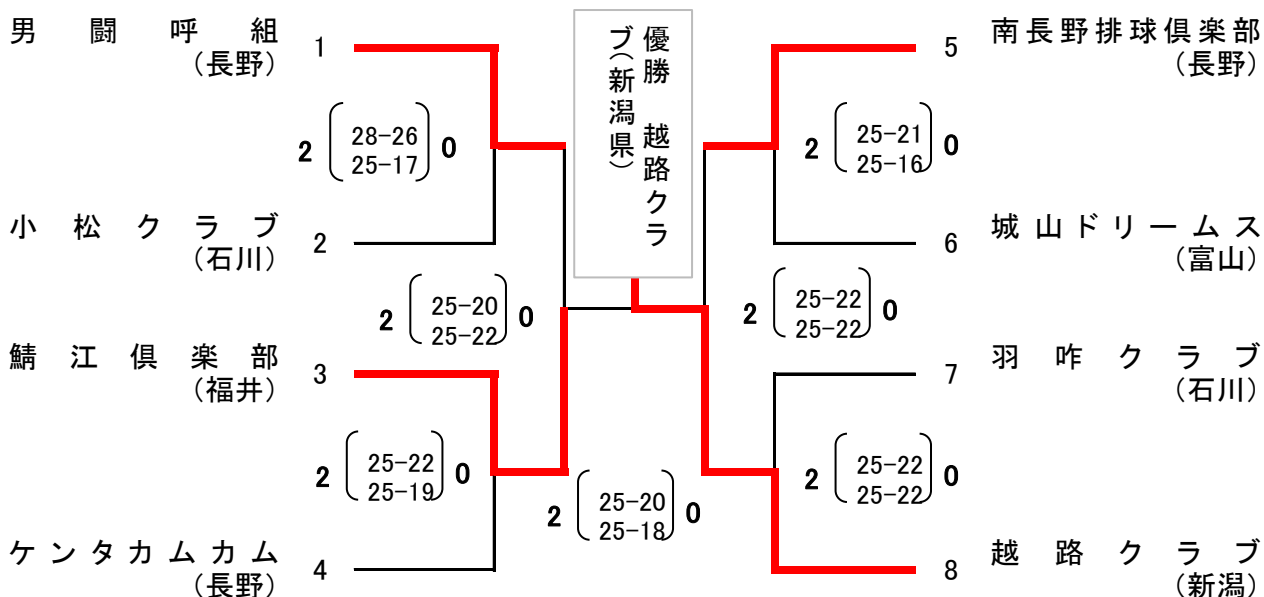 男闘呼組
(長野)
1
2
28-26
25-17
0
小松クラブ
(石川)
2
2
25-20
25-22
0
鯖江倶楽部
(福井)
3
2
25-22
25-19
0
ケンタカムカム
(長野)
4
優勝 越路クラ
ブ(新潟県)
2
25-20
25-18
0
5
南長野排球倶楽部
(長野)
2
25-21
25-16
0
6
城山ドリームス
(富山)
2
25-22
25-22
0
7
羽咋クラブ
(石川)
2
25-22
25-22
0
8
越路クラブ
(新潟)